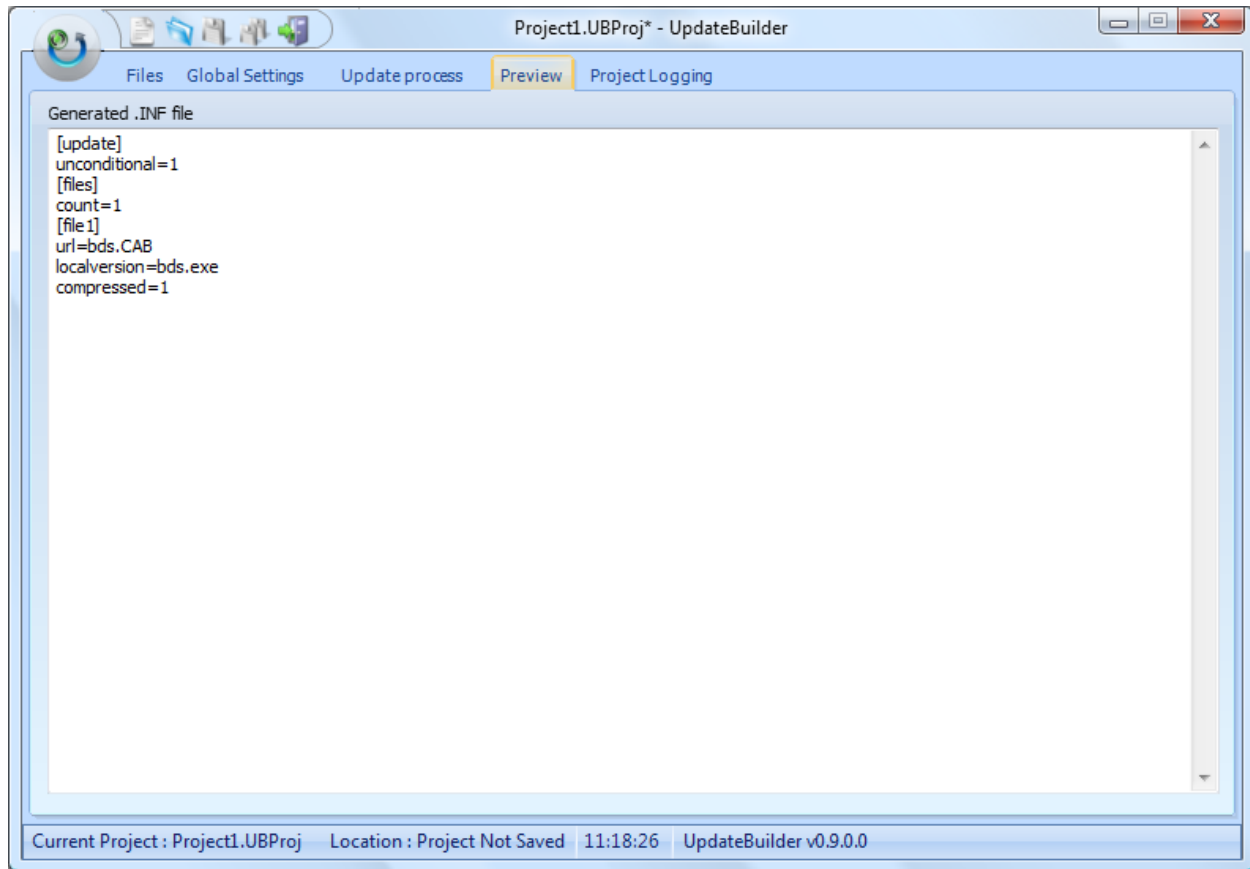 Project1.UBProj* - UpdateBuilder
Files Global Settings Update process Preview Project Logging
Generated .INF file
[update]
unconditional=1
[files]
count=1
[file1]
url=bds.CAB
localversion=bds.exe
compressed=1
Current Project : Project1.UBProj Location : Project Not Saved 11:18:26 UpdateBuilder v0.9.0.0